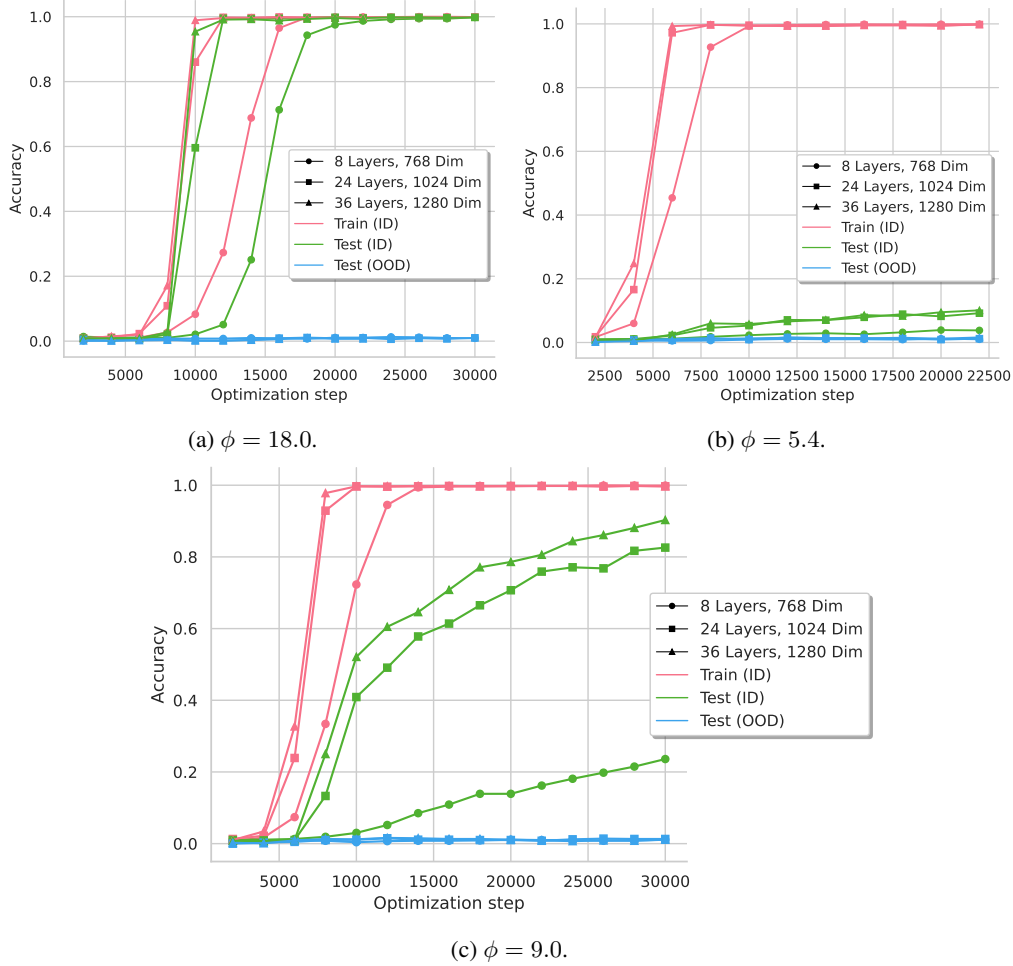 1.0
0.8
0.6
0.4
0.2
0.0
Accuracy
5000 10000 15000 20000 25000 30000
Optimization step
8 Layers, 768 Dim
24 Layers, 1024 Dim
36 Layers, 1280 Dim
Train (ID)
Test (ID)
Test (OOD)
(a) ϕ = 18.0.
1.0
0.8
0.6
0.4
0.2
0.0
Accuracy
2500 5000 7500 10000 12500 15000 17500 20000 22500
Optimization step
8 Layers, 768 Dim
24 Layers, 1024 Dim
36 Layers, 1280 Dim
Train (ID)
Test (ID)
Test (OOD)
(b) ϕ = 5.4.
1.0
0.8
0.6
0.4
0.2
0.0
Accuracy
5000 10000 15000 20000 25000 30000
Optimization step
8 Layers, 768 Dim
24 Layers, 1024 Dim
36 Layers, 1280 Dim
Train (ID)
Test (ID)
Test (OOD)
(c) ϕ = 9.0.